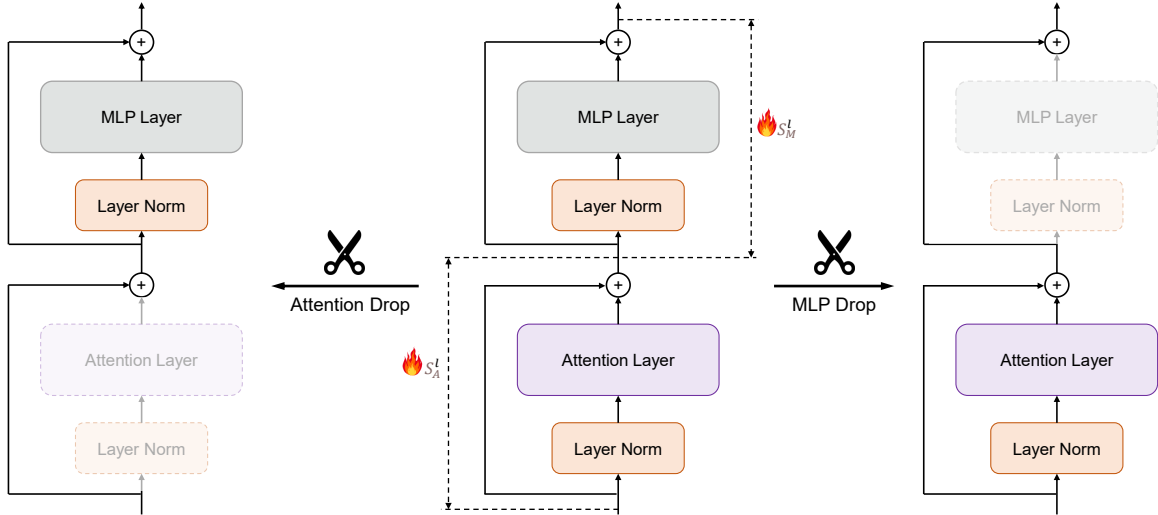 +
MLP Layer
Layer Norm
+
Attention Layer
Layer Norm
Attention Drop
+
MLP Layer
Layer Norm
+
Attention Layer
Layer Norm
S_M^l
S_A^l
MLP Drop
+
MLP Layer
Layer Norm
+
Attention Layer
Layer Norm